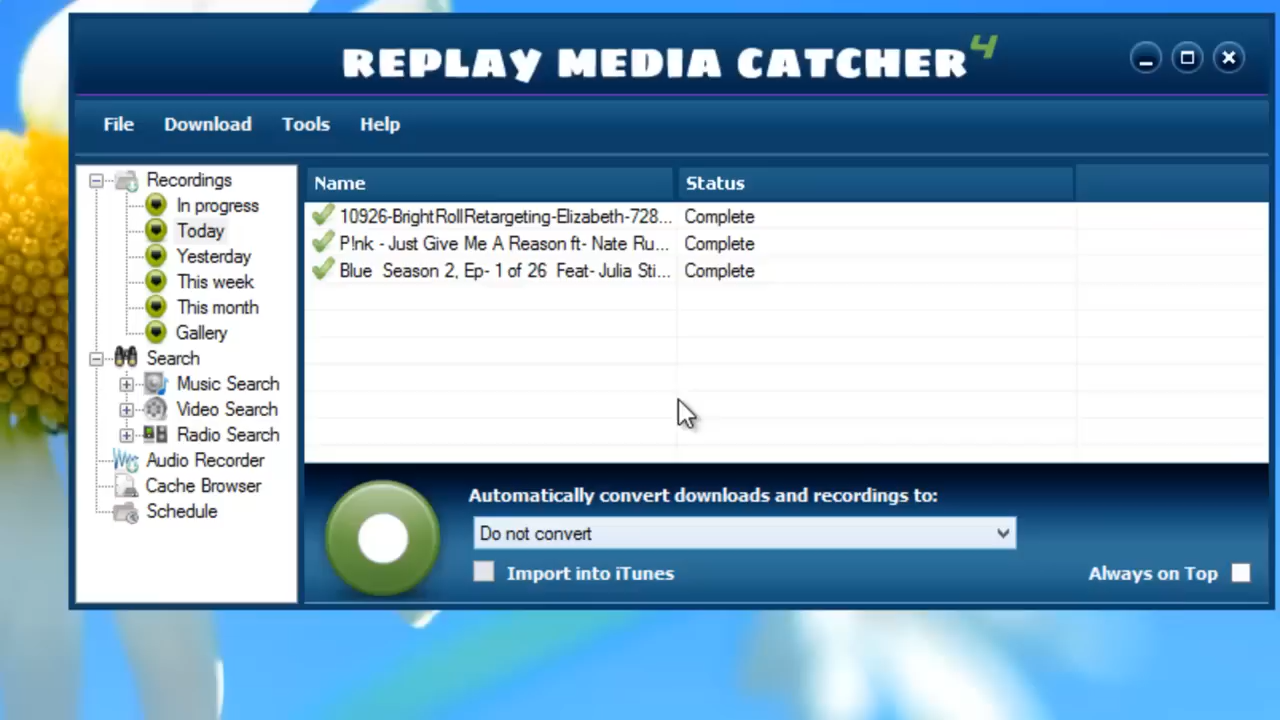 REPLAY MEDIA CATCHER 4
File Download Tools Help
Recordings
In progress
Today
Yesterday
This week
This month
Gallery
Search
Music Search
Video Search
Radio Search
Audio Recorder
Cache Browser
Schedule
Name Status
10926-BrightRollRetargeting-Elizabeth-728... Complete
P!nk - Just Give Me A Reason ft- Nate Ru... Complete
Blue Season 2, Ep- 1 of 26 Feat- Julia Sti... Complete
Automatically convert downloads and recordings to:
Do not convert
Import into iTunes
Always on Top